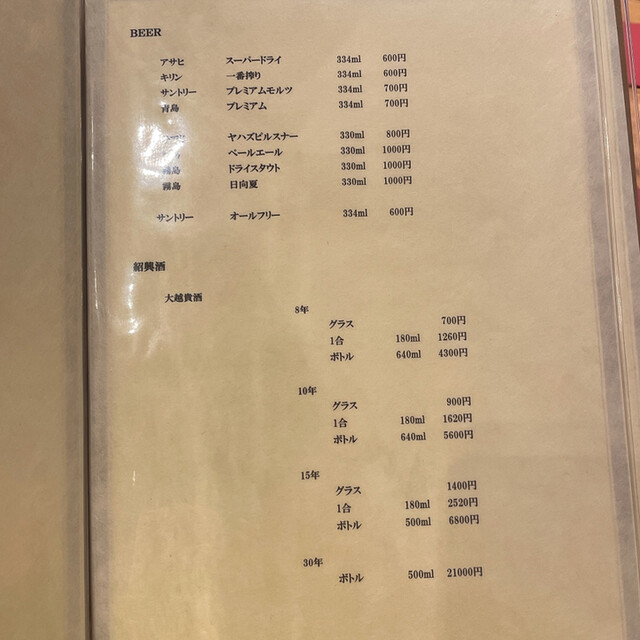 BEER
アサヒ スーパードライ 334ml 600円
キリン 一番搾り 334ml 600円
サントリー プレミアムモルツ 334ml 700円
青島 プレミアム 334ml 700円
ヤハズピルスナー 330ml 800円
ペールエール 330ml 1000円
霧島 ドライスタウト 330ml 1000円
霧島 日向夏 330ml 1000円
サントリー オールフリー 334ml 600円
紹興酒
大越貴酒
8年
グラス 700円
1合 180ml 1260円
ボトル 640ml 4300円
10年
グラス 900円
1合 180ml 1620円
ボトル 640ml 5600円
15年
グラス 1400円
1合 180ml 2520円
ボトル 500ml 6800円
30年
ボトル 500ml 21000円